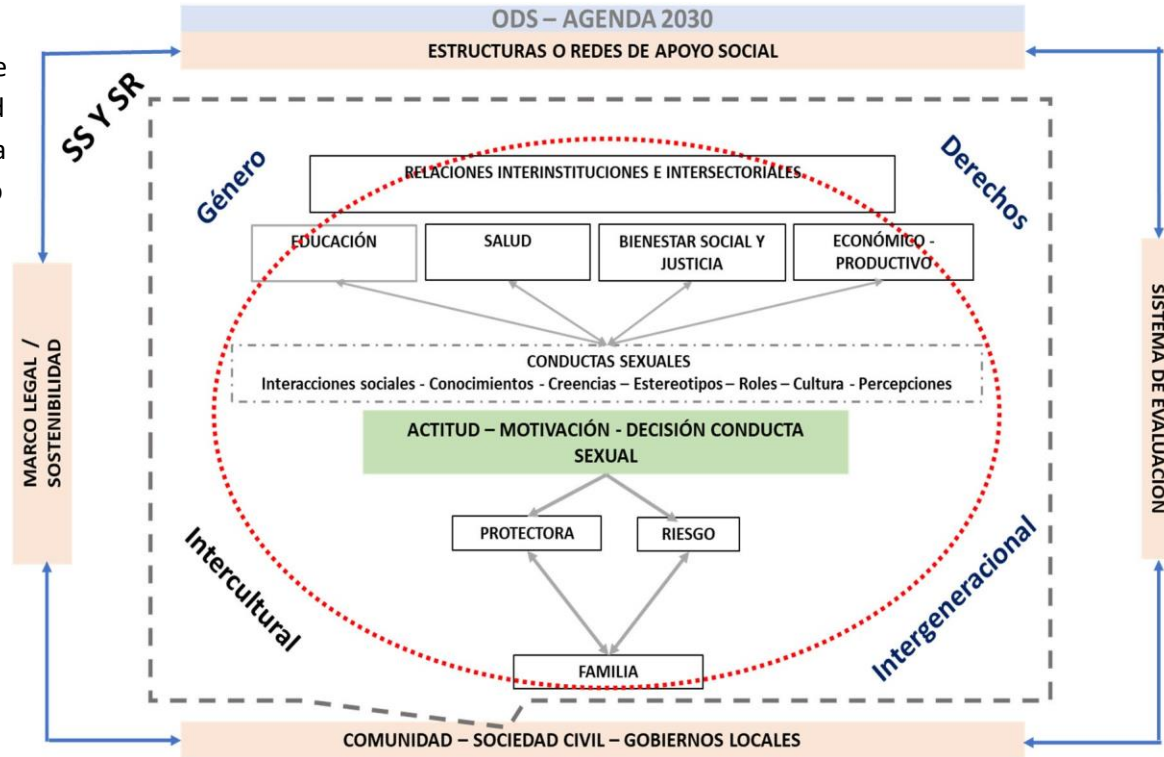 ODS – AGENDA 2030
ESTRUCTURAS O REDES DE APOYO SOCIAL
SS Y SR
Género
Derechos
RELACIONES INTERINSTITUCIONES E INTERSECTORIALES
EDUCACIÓN
SALUD
BIENESTAR SOCIAL Y
JUSTICIA
ECONÓMICO -
PRODUCTIVO
MARCO LEGAL /
SOSTENIBILIDAD
SISTEMA DE EVALUACION
CONDUCTAS SEXUALES
Interacciones sociales - Conocimientos - Creencias – Estereotipos – Roles – Cultura - Percepciones
ACTITUD – MOTIVACIÓN - DECISIÓN CONDUCTA
SEXUAL
PROTECTORA
RIESGO
Intercultural
Intergeneracional
FAMILIA
COMUNIDAD – SOCIEDAD CIVIL – GOBIERNOS LOCALES